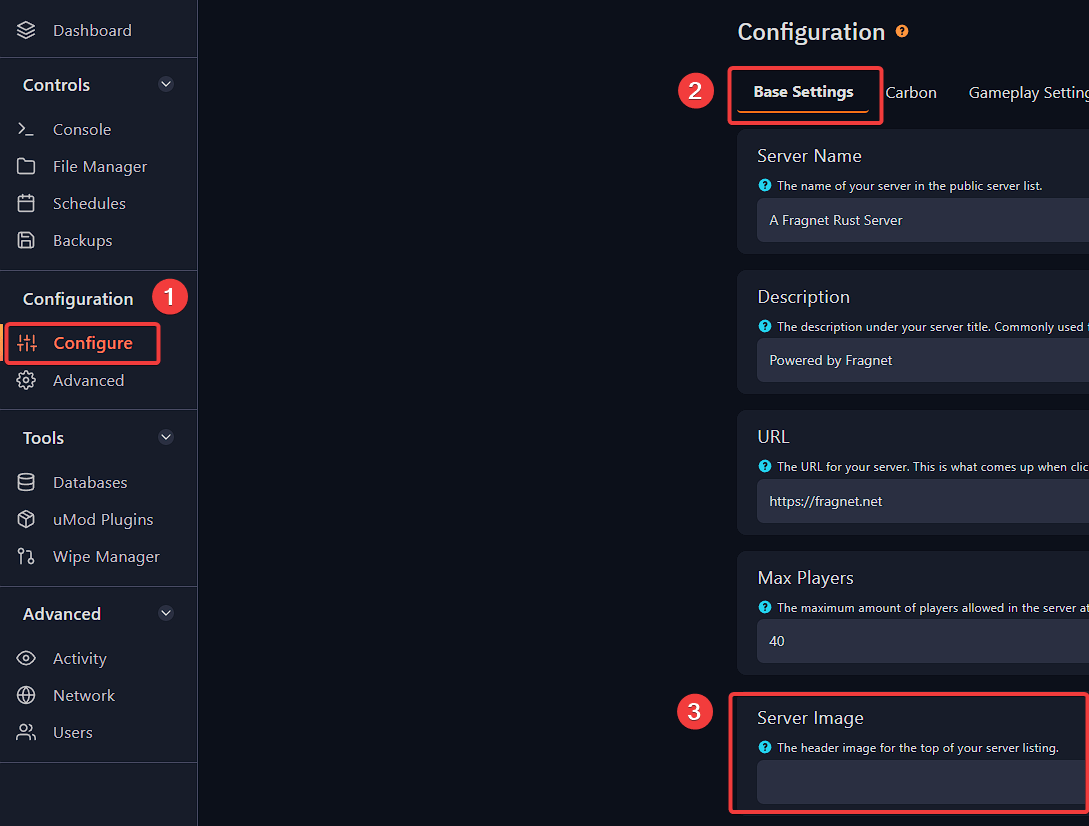 Dashboard
Controls
Console
File Manager
Schedules
Backups
Configuration
1
Configure
Advanced
Tools
Databases
uMod Plugins
Wipe Manager
Advanced
Activity
Network
Users
Configuration ?
2
Base Settings
Carbon
Gameplay Setting
Server Name
? The name of your server in the public server list.
A Fragnet Rust Server
Description
? The description under your server title. Commonly used
Powered by Fragnet
URL
? The URL for your server. This is what comes up when clic
https://fragnet.net
Max Players
? The maximum amount of players allowed in the server at
40
3
Server Image
? The header image for the top of your server listing.